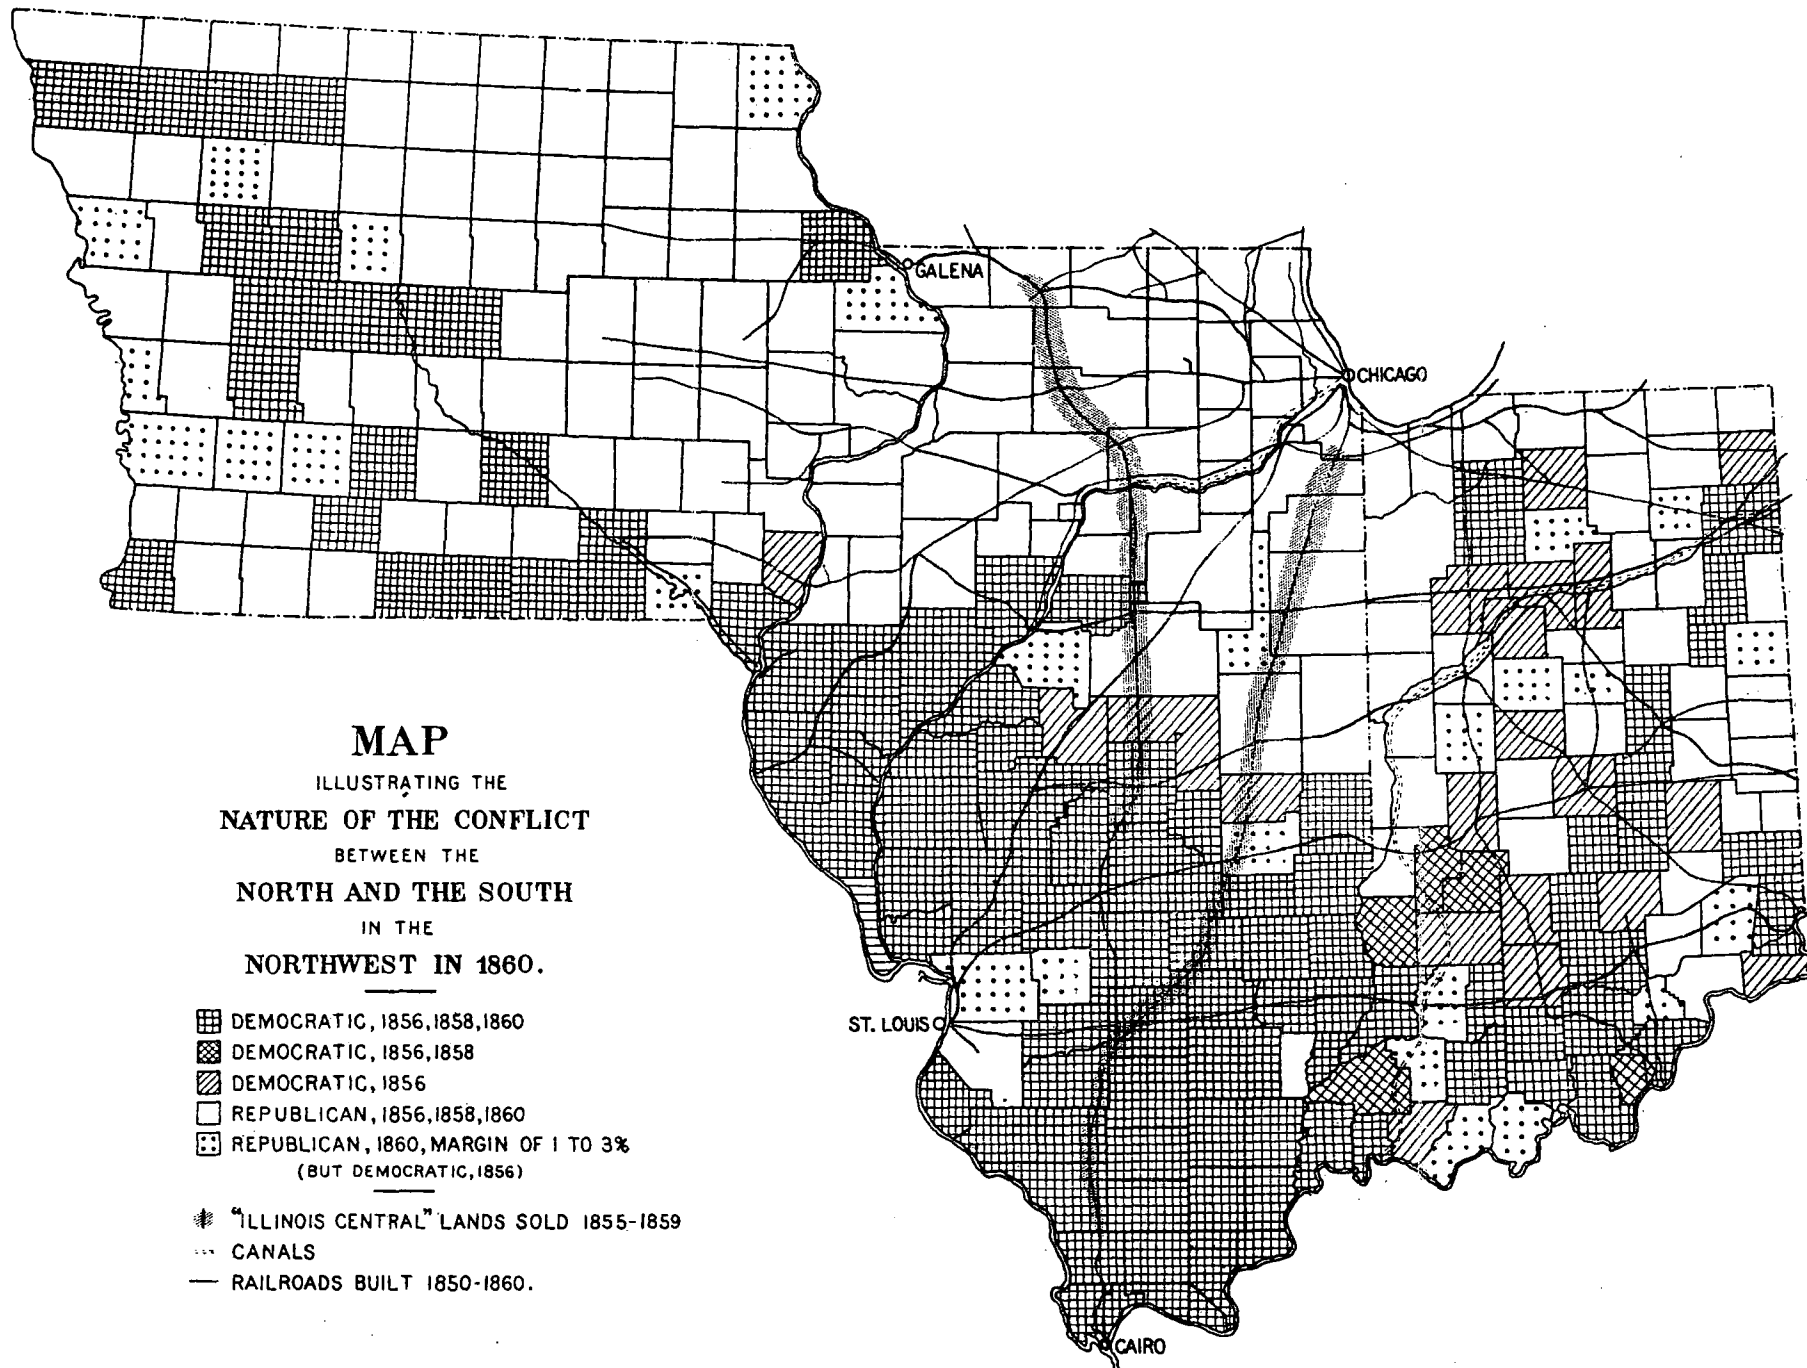 GALENA
CHICAGO
MAP
ILLUSTRATING THE
NATURE OF THE CONFLICT
BETWEEN THE
NORTH AND THE SOUTH
IN THE
NORTHWEST IN 1860.
ST. LOUIS
DEMOCRATIC, 1856,1858,1860
DEMOCRATIC, 1856,1858
DEMOCRATIC, 1856
REPUBLICAN, 1856,1858,1860
REPUBLICAN, 1860, MARGIN OF 1 TO 3%
(BUT DEMOCRATIC, 1856)
"ILLINOIS CENTRAL" LANDS SOLD 1855-1859
CANALS
RAILROADS BUILT 1850-1860.
CAIRO